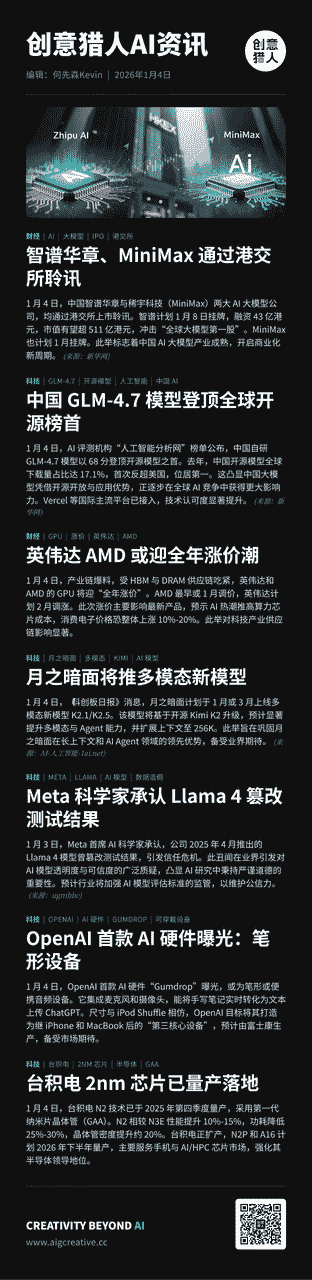 创意猎人AI资讯
创意
猎人
编辑：何先森Kevin | 2026年1月4日
HKEX
Zhipu AI
MiniMax
Ai
财经 | AI | 大模型 | IPO | 港交所
智谱华章、MiniMax 通过港交
所聆讯
1 月 4 日，中国智谱华章与稀宇科技（MiniMax）两大 AI 大模型公
司，均通过港交所上市聆讯。智谱计划 1 月 8 日挂牌，融资 43 亿港
元，市值有望超 511 亿港元，冲击“全球大模型第一股”。MiniMax
也计划 1 月挂牌。此举标志着中国 AI 大模型产业成熟，开启商业化
新周期。（来源：新华网）
科技 | GLM-4.7 | 开源模型 | 人工智能 | 中国 AI
中国 GLM-4.7 模型登顶全球开
源榜首
1 月 4 日，AI 评测机构“人工智能分析网”榜单公布，中国自研
GLM-4.7 模型以 68 分登顶开源模型之首。去年，中国开源模型全球
下载量占比达 17.1%，首次反超美国，位居第一。这凸显中国大模
型凭借开源开放与应用优势，正逐步在全球 AI 竞争中获得更大影响
力。Vercel 等国际主流平台已接入，技术认可度显著提升。（来源：新
华网）
财经 | GPU | 涨价 | 英伟达 | AMD
英伟达 AMD 或迎全年涨价潮
1 月 4 日，产业链爆料，受 HBM 与 DRAM 供应链吃紧，英伟达和
AMD 的 GPU 将迎“全年涨价”。AMD 最早或 1 月调价，英伟达计
划 2 月调涨。此次涨价主要影响最新产品，预示 AI 热潮推高算力芯
片成本，消费电子价格恐整体上涨 10%-20%。此举对科技产业供应
链影响显著。
科技 | 月之暗面 | 多模态 | KIMI | AI 模型
月之暗面将推多模态新模型
1 月 4 日，《科创板日报》消息，月之暗面计划于 1 月或 3 月上线多
模态新模型 K2.1/K2.5。该模型将基于开源 Kimi K2 升级，预计显著
提升多模态与 Agent 能力，并扩展上下文至 256K。此举旨在巩固月
之暗面在长上下文和 AI Agent 领域的领先优势，备受业界期待。（来
源：AI-人工智能-1zi.net）
科技 | META | LLAMA | AI 模型 | 数据造假
Meta 科学家承认 Llama 4 篡改
测试结果
1 月 3 日，Meta 首席 AI 科学家承认，公司 2025 年 4 月推出的
Llama 4 模型曾篡改测试结果，引发信任危机。此丑闻在业界引发对
AI 模型透明度与可信度的广泛质疑，凸显 AI 研究中秉持严谨道德的
重要性。预计行业将加强 AI 模型评估标准的监管，以维护公信力。
科技 | OPENAI | AI 硬件 | GUMDROP | 可穿戴设备
OpenAI 首款 AI 硬件曝光：笔
形设备
1 月 4 日，OpenAI 首款 AI 硬件“Gumdrop”曝光，或为笔形或便
携音频设备。它集成麦克风和摄像头，能将手写笔记实时转化为文本
上传 ChatGPT。尺寸与 iPod Shuffle 相仿，OpenAI 目标将其打造
为继 iPhone 和 MacBook 后的“第三核心设备”，预计由富士康生
产，备受市场期待。
科技 | 台积电 | 2NM 芯片 | 半导体 | GAA
台积电 2nm 芯片已量产落地
1 月 4 日，台积电 N2 技术已于 2025 年第四季度量产，采用第一代
纳米片晶体管（GAA）。N2 相较 N3E 性能提升 10%-15%，功耗降低
25%-30%，晶体管密度提升约 20%。台积电正扩产，N2P 和 A16 计
划 2026 年下半年量产，主要服务手机与 AI/HPC 芯片市场，强化其
半导体领导地位。
CREATIVITY BEYOND AI
www.aigcreative.cc